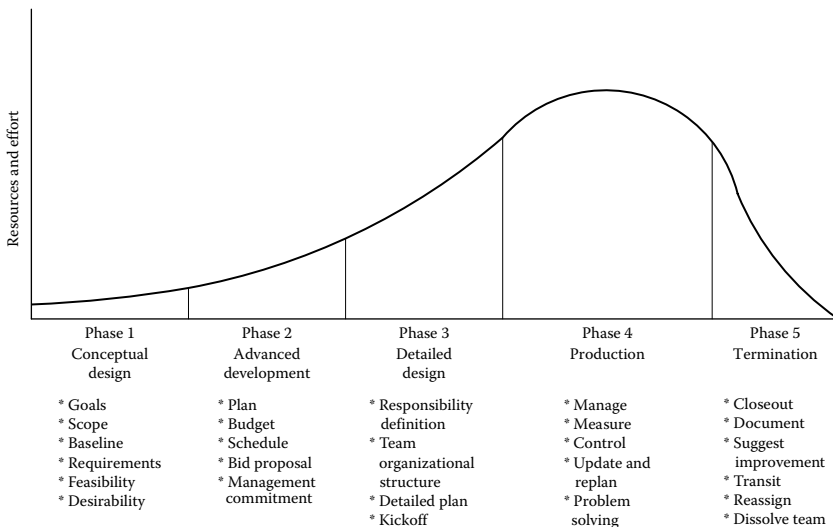 Resources and effort
Phase 1
Conceptual
design
* Goals
* Scope
* Baseline
* Requirements
* Feasibility
* Desirability
Phase 2
Advanced
development
* Plan
* Budget
* Schedule
* Bid proposal
* Management
commitment
Phase 3
Detailed
design
* Responsibility
definition
* Team
organizational
structure
* Detailed plan
* Kickoff
Phase 4
Production
* Manage
* Measure
* Control
* Update and
replan
* Problem
solving
Phase 5
Termination
* Closeout
* Document
* Suggest
improvement
* Transit
* Reassign
* Dissolve team